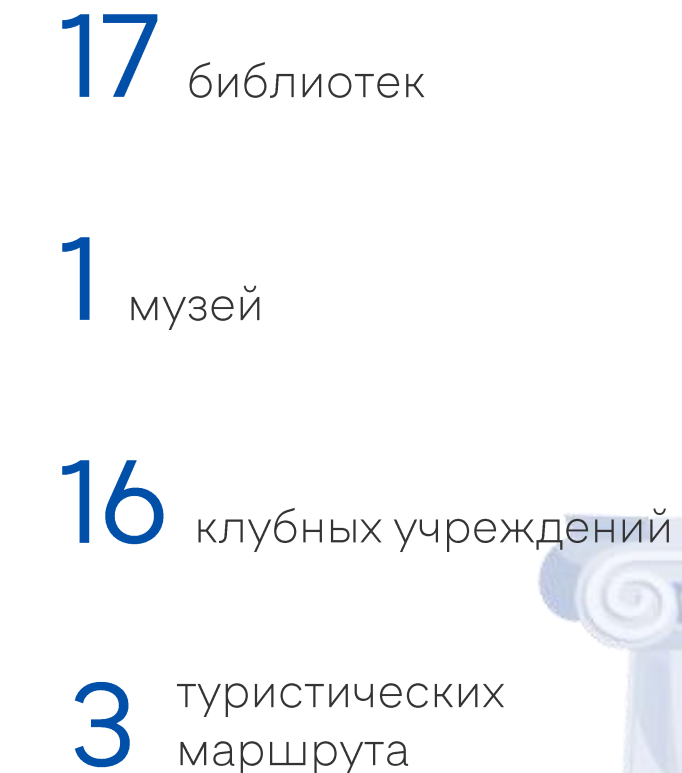 17 библиотек
1 музей
16 клубных учреждений
3 туристических
маршрута